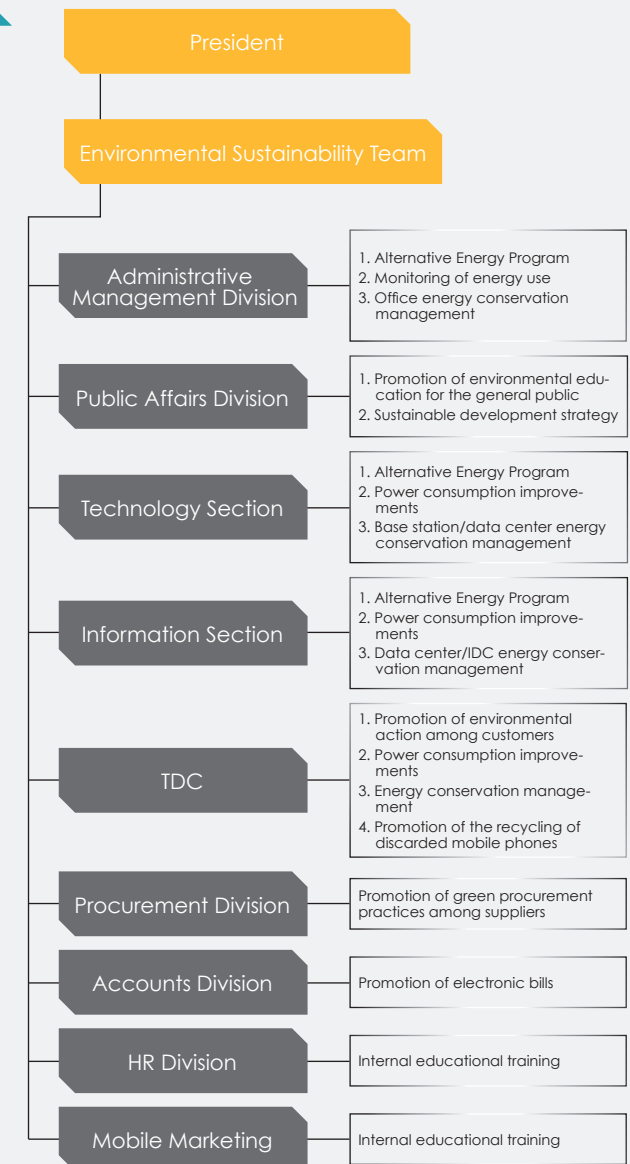 President
Environmental Sustainability Team
Administrative
Management Division
1. Alternative Energy Program
2. Monitoring of energy use
3. Office energy conservation
management
Public Affairs Division
1. Promotion of environmental edu-
cation for the general public
2. Sustainable development strategy
Technology Section
1. Alternative Energy Program
2. Power consumption improve-
ments
3. Base station/data center energy
conservation management
Information Section
1. Alternative Energy Program
2. Power consumption improve-
ments
3. Data center/IDC energy conser-
vation management
TDC
1. Promotion of environmental
action among customers
2. Power consumption improve-
ments
3. Energy conservation manage-
ment
4. Promotion of the recycling of
discarded mobile phones
Procurement Division
Promotion of green procurement
practices among suppliers
Accounts Division
Promotion of electronic bills
HR Division
Internal educational training
Mobile Marketing
Internal educational training